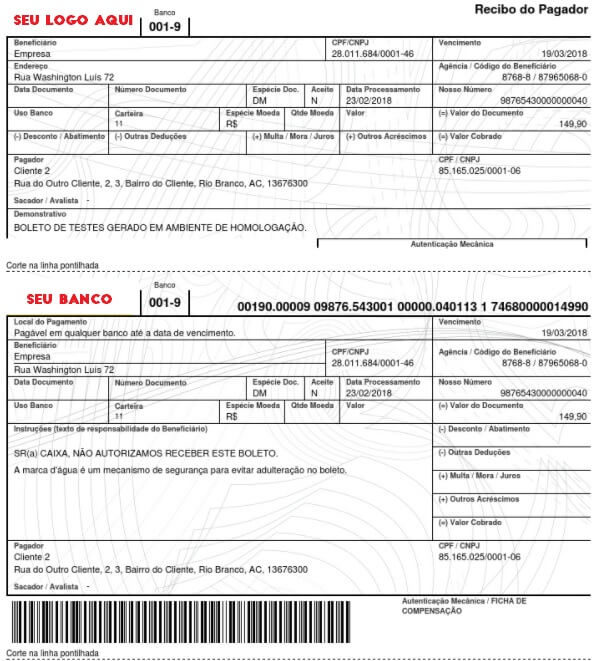 Banco Recibo do Pagador
SEU LOGO AQUI 001-9
Beneficiário CPF/CNPJ Vencimento
Empresa 28.011.684/0001-46 19/03/2018
Endereço Agência / Código do Beneficiário
Rua Washington Luís 72 8768-8 / 87965068-0
Data Documento Número Documento Espécie Doc. Aceite Data Processamento Nosso Número
DM N 23/02/2018 98765430000000040
Uso Banco Carteira Espécie Moeda Qtde Moeda Valor (=) Valor do Documento
11 R$ 149,90
(-) Desconto / Abatimento (-) Outras Deduções (+) Multa / Mora / Juros (+) Outros Acréscimos (=) Valor Cobrado
Pagador CPF / CNPJ
Cliente 2 85.165.025/0001-06
Rua do Outro Cliente, 2, 3, Bairro do Cliente, Rio Branco, AC, 13676300
Sacador / Avalista -
Demonstrativo
BOLETO DE TESTES GERADO EM AMBIENTE DE HOMOLOGAÇÃO.
Autenticação Mecânica
Corte na linha pontilhada
Banco
SEU BANCO 001-9 00190.00009 09876.543001 00000.040113 1 74680000014990
Local do Pagamento Vencimento
Pagável em qualquer banco até a data de vencimento. 19/03/2018
Beneficiário CPF/CNPJ Agência / Código do Beneficiário
Empresa 28.011.684/0001-46 8768-8 / 87965068-0
Rua Washington Luís 72
Data Documento Número Documento Espécie Doc. Aceite Data Processamento Nosso Número
DM N 23/02/2018 98765430000000040
Uso Banco Carteira Espécie Moeda Qtde Moeda Valor (=) Valor do Documento
11 R$ 149,90
Instruções (texto de responsabilidade do Beneficiário) (-) Desconto / Abatimento
SR(a) CAIXA, NÃO AUTORIZAMOS RECEBER ESTE BOLETO. (-) Outras Deduções
A marca d'água é um mecanismo de segurança para evitar adulteração no boleto.
(+) Multa / Mora / Juros
(+) Outros Acréscimos
(=) Valor Cobrado
Pagador CPF / CNPJ
Cliente 2 85.165.025/0001-06
Rua do Outro Cliente, 2, 3, Bairro do Cliente, Rio Branco, AC, 13676300
Sacador / Avalista -
Autenticação Mecânica / FICHA DE
COMPENSAÇÃO
Corte na linha pontilhada